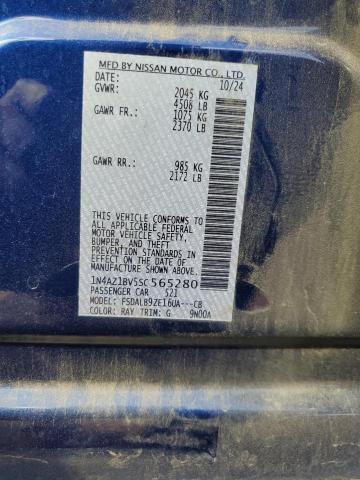 MFD BY NISSAN MOTOR CO., LTD.
DATE: 10/24
GVWR: 2045 KG
4508 LB
GAWR FR.: 1075 KG
2370 LB
GAWR RR.: 985 KG
2172 LB
THIS VEHICLE CONFORMS TO
ALL APPLICABLE FEDERAL
MOTOR VEHICLE SAFETY,
BUMPER, AND THEFT
PREVENTION STANDARDS
IN EFFECT ON THE DATE OF
MANUFACTURE SHOWN ABOVE.
1N4AZ1BV5SC565280
PASSENGER CAR 521
MODEL: FSDALB9ZE16UA---CB
COLOR: RAY TRIM: G 9N00A